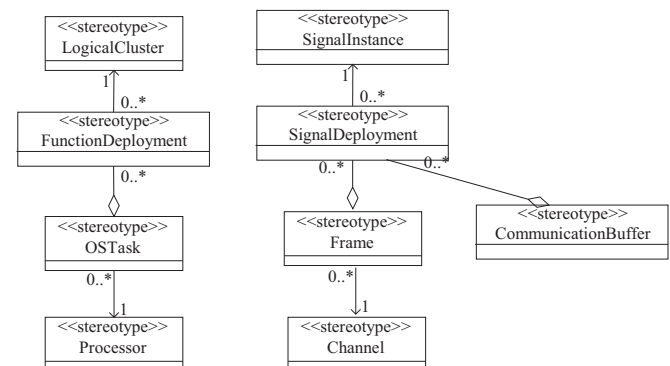 <<stereotype>>
LogicalCluster
1
0..*
<<stereotype>>
FunctionDeployment
0..*
<<stereotype>>
OSTask
0..*
1
<<stereotype>>
Processor
<<stereotype>>
SignalInstance
1
0..*
<<stereotype>>
SignalDeployment
0..*
0..*
<<stereotype>>
Frame
0..*
1
<<stereotype>>
Channel
<<stereotype>>
CommunicationBuffer